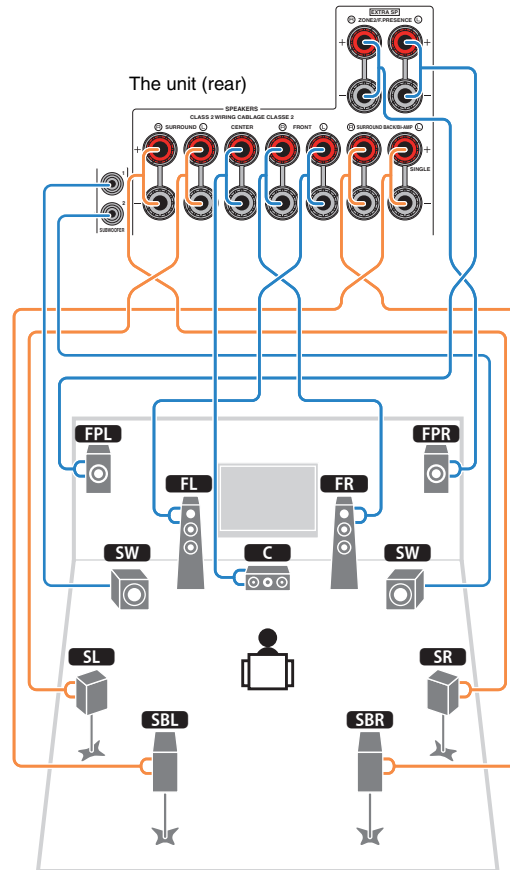 EXTRA SP
R ZONE2/F.PRESENCE L
+ +
− −
The unit (rear)
SPEAKERS
CLASS 2 WIRING CABLAGE CLASSE 2
R SURROUND L CENTER R FRONT L R SURROUND BACK/BI-AMP L
+ +
SINGLE
1
− −
2
SUBWOOFER
FPL FPR
FL FR
SW C SW
SL SR
SBL SBR